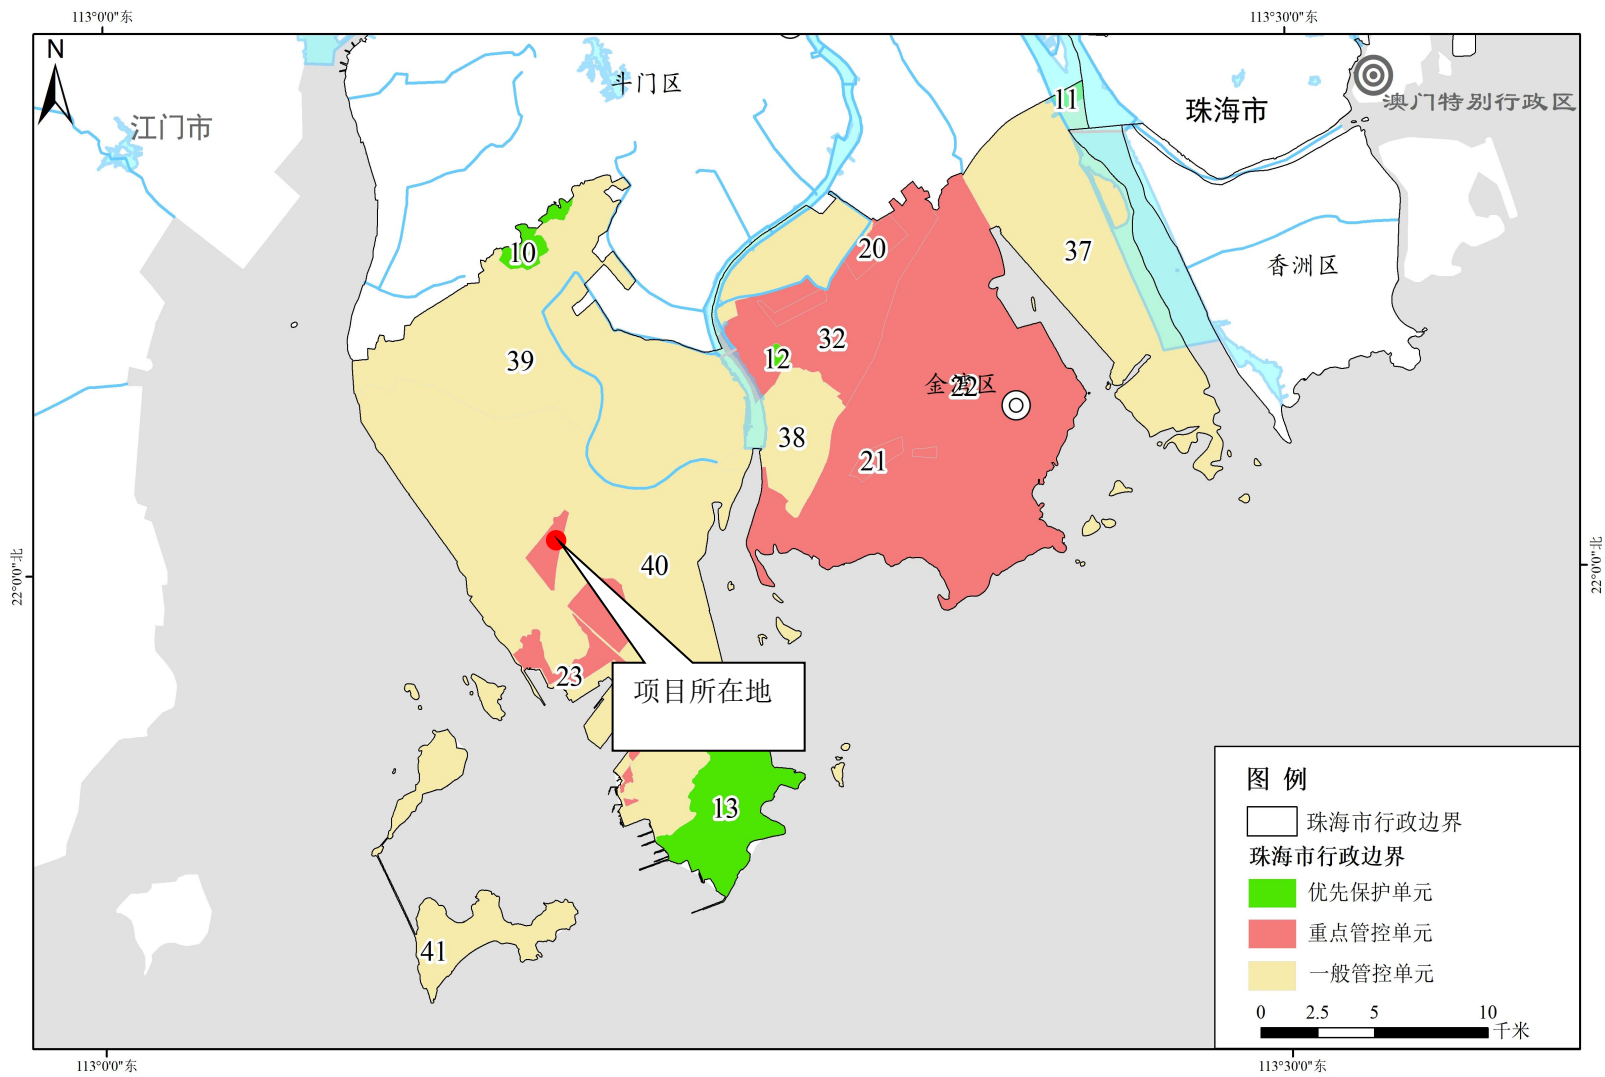 113°0'0"东
113°30'0"东
N
斗门区
11
珠海市
澳门特别行政区
江门市
10
20
37
香洲区
32
12
39
金湾区
22
38
21
40
22°0'0"北
22°0'0"北
23
项目所在地
13
41
图 例
珠海市行政边界
珠海市行政边界
优先保护单元
重点管控单元
一般管控单元
0 2.5 5 10
千米
113°0'0"东
113°30'0"东